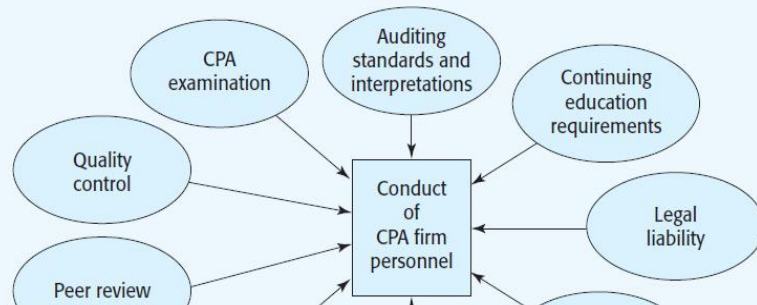 CPA
examination
Auditing
standards and
interpretations
Continuing
education
requirements
Quality
control
Conduct
of
CPA firm
personnel
Legal
liability
Peer review